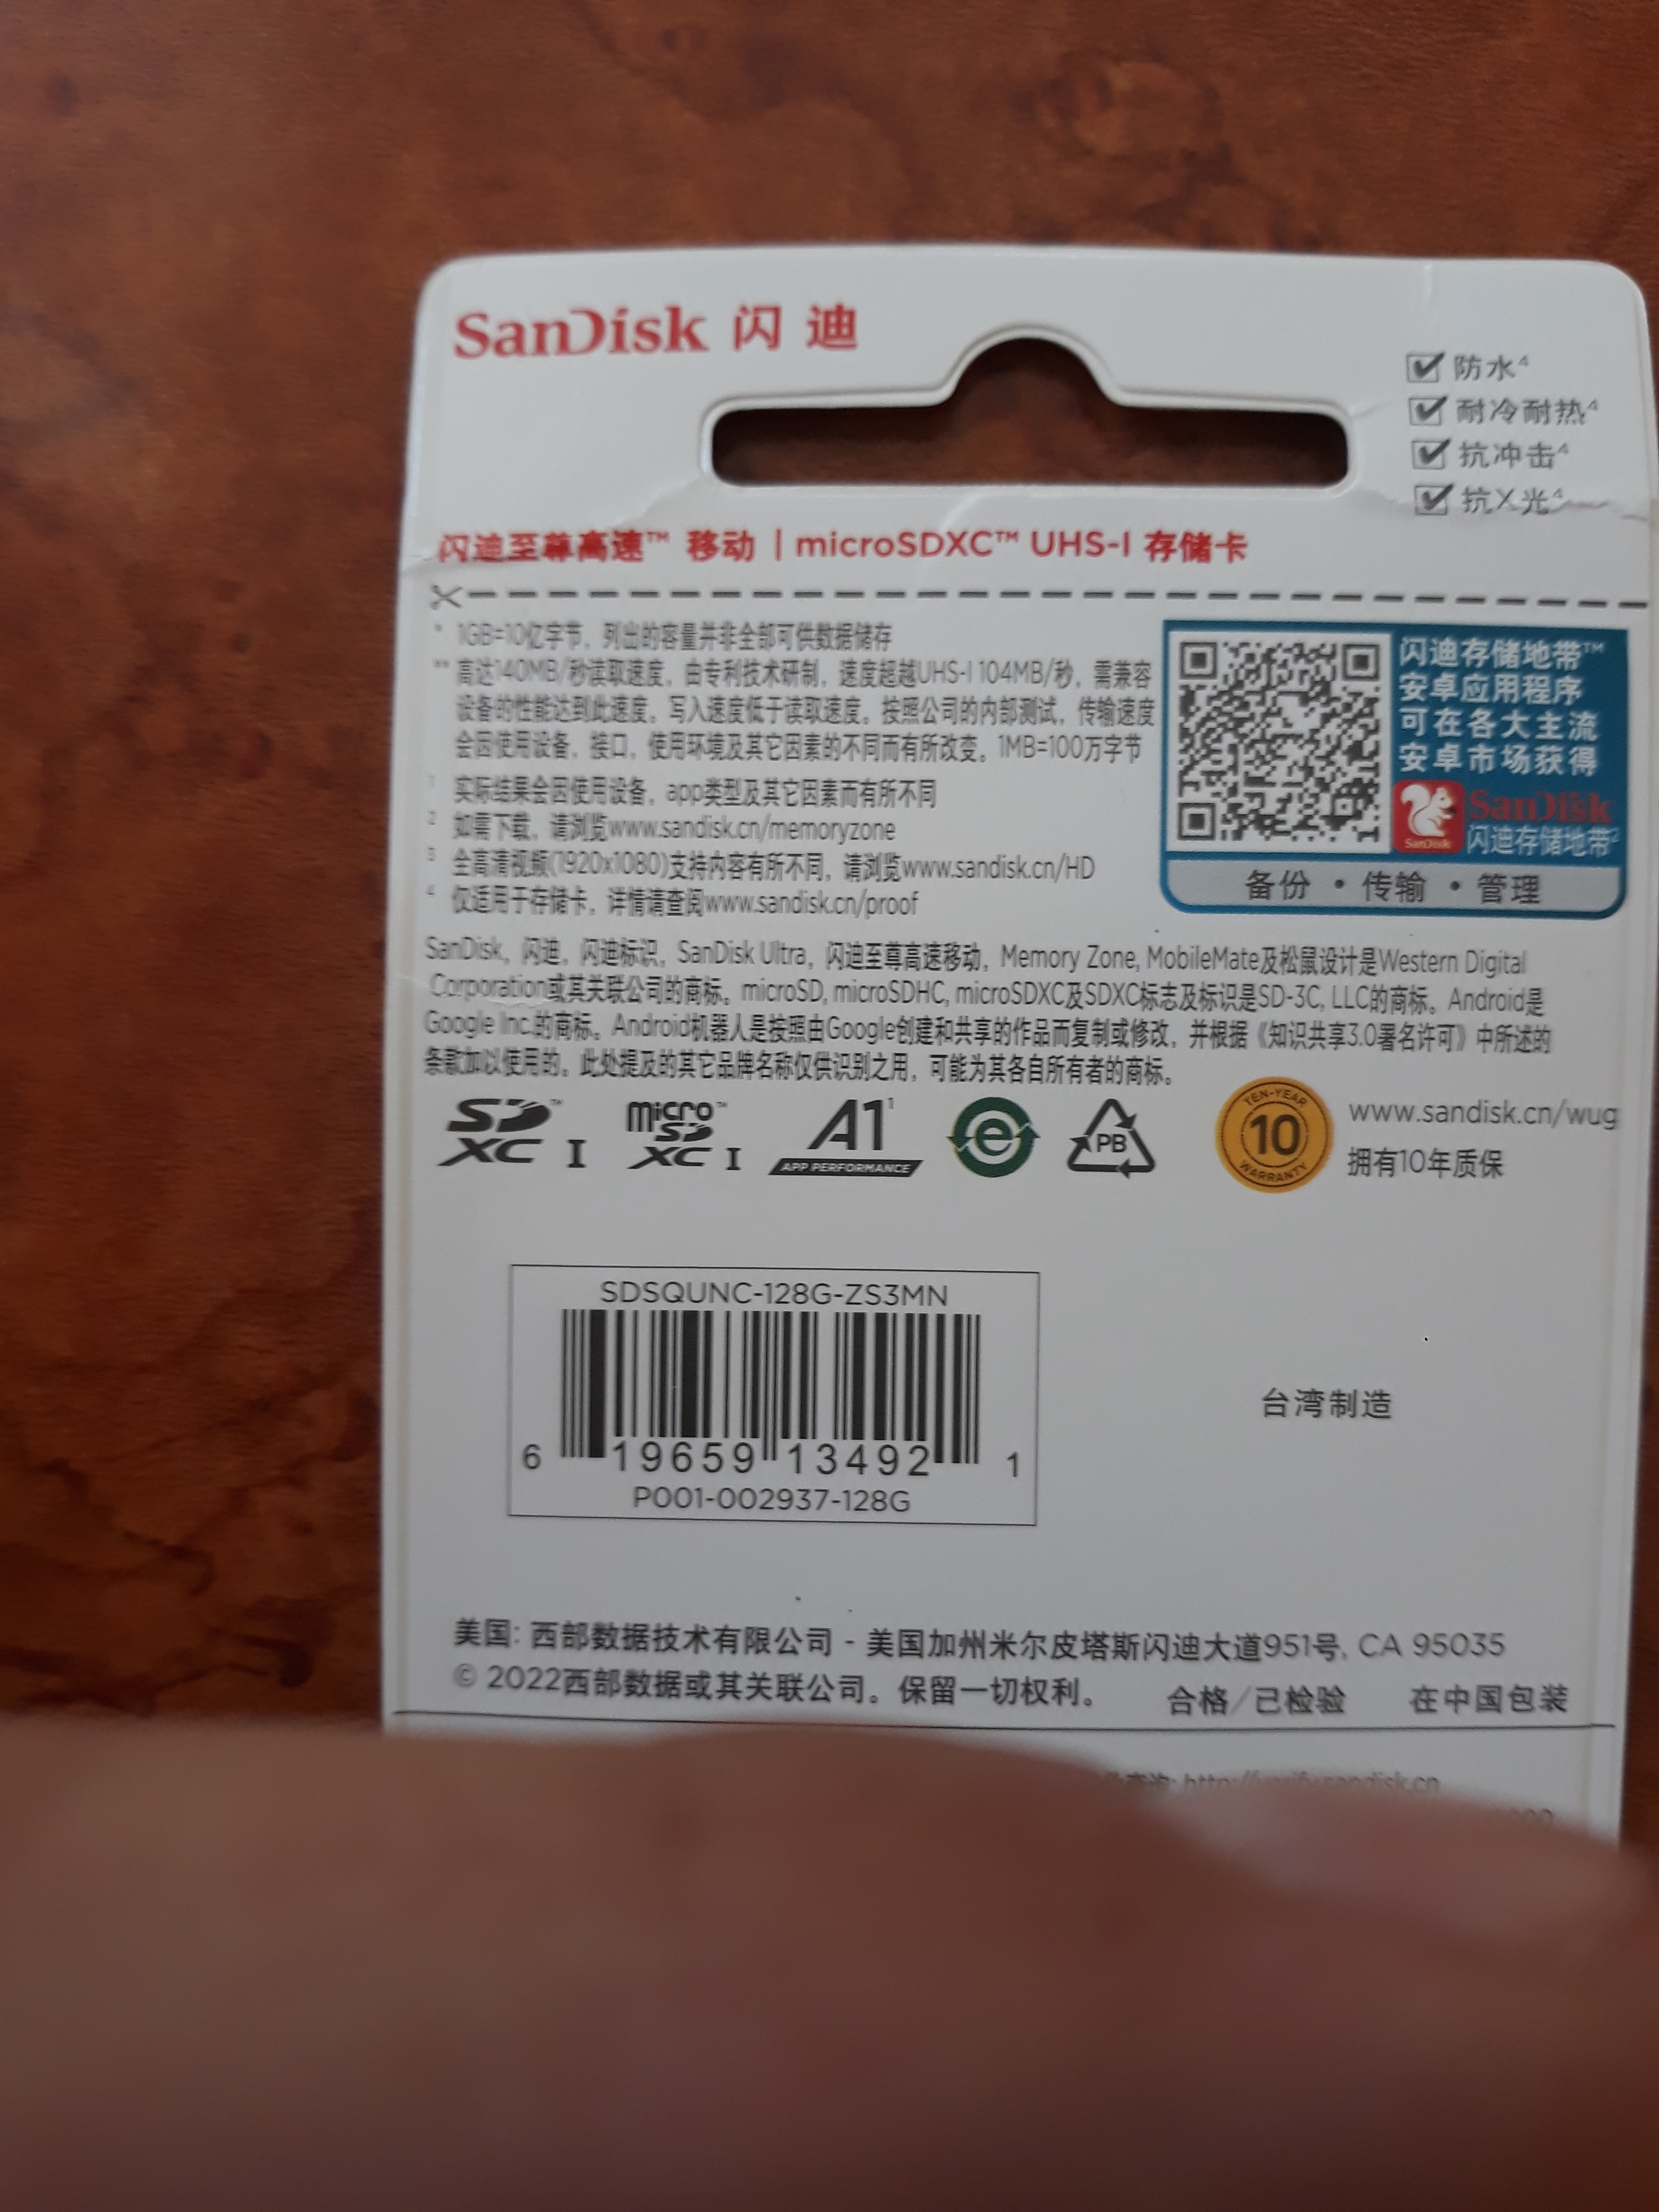 SanDisk 闪迪
☑ 防水⁴
☑ 耐冷耐热⁴
☑ 抗冲击⁴
☑ 抗X光⁴
闪迪至尊高速™ 移动 | microSDXC™ UHS-I 存储卡
* 1GB=10亿字节，列出的容量并非全部可供数据储存
** 高达140MB/秒读取速度，由专利技术研制，速度超越UHS-I 104MB/秒，需兼容
设备的性能达到此速度。写入速度低于读取速度。按照公司的内部测试，传输速度
会因使用设备、接口，使用环境及其它因素的不同而有所改变。1MB=100万字节
¹ 实际结果会因使用设备，app类型及其它因素而有所不同
² 如需下载，请浏览www.sandisk.cn/memoryzone
³ 全高清视频(1920x1080)支持内容有所不同，请浏览www.sandisk.cn/HD
⁴ 仅适用于存储卡，详情请查阅www.sandisk.cn/proof
闪迪存储地带™
安卓应用程序
可在各大主流
安卓市场获得
SanDisk
SanDisk
闪迪存储地带²
备份 • 传输 • 管理
SanDisk，闪迪，闪迪标识，SanDisk Ultra，闪迪至尊高速移动，Memory Zone, MobileMate及松鼠设计是Western Digital
Corporation或其关联公司的商标。microSD, microSDHC, microSDXC及SDXC标志及标识是SD-3C, LLC的商标。Android是
Google Inc.的商标。Android机器人是按照由Google创建和共享的作品而复制或修改，并根据《知识共享3.0署名许可》中所述的
条款加以使用的。此处提及的其它品牌名称仅供识别之用，可能为其各自所有者的商标。
SD XC I™
micro SD XC I™
A1¹ APP PERFORMANCE
e
PB
TEN-YEAR
10
WARRANTY
www.sandisk.cn/wug
拥有10年质保
SDSQUNC-128G-ZS3MN
6 19659 13492 1
P001-002937-128G
台湾制造
美国: 西部数据技术有限公司 - 美国加州米尔皮塔斯闪迪大道951号, CA 95035
© 2022西部数据或其关联公司。保留一切权利。 合格/已检验 在中国包装
查询: http://verify.sandisk.cn